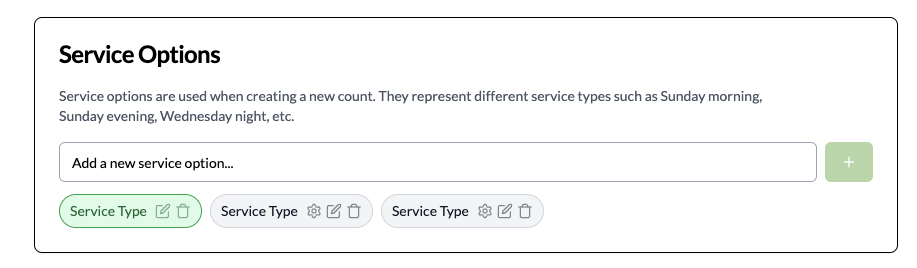 Service Options
Service options are used when creating a new count. They represent different service types such as Sunday morning,
Sunday evening, Wednesday night, etc.
Add a new service option...
+
Service Type Service Type Service Type